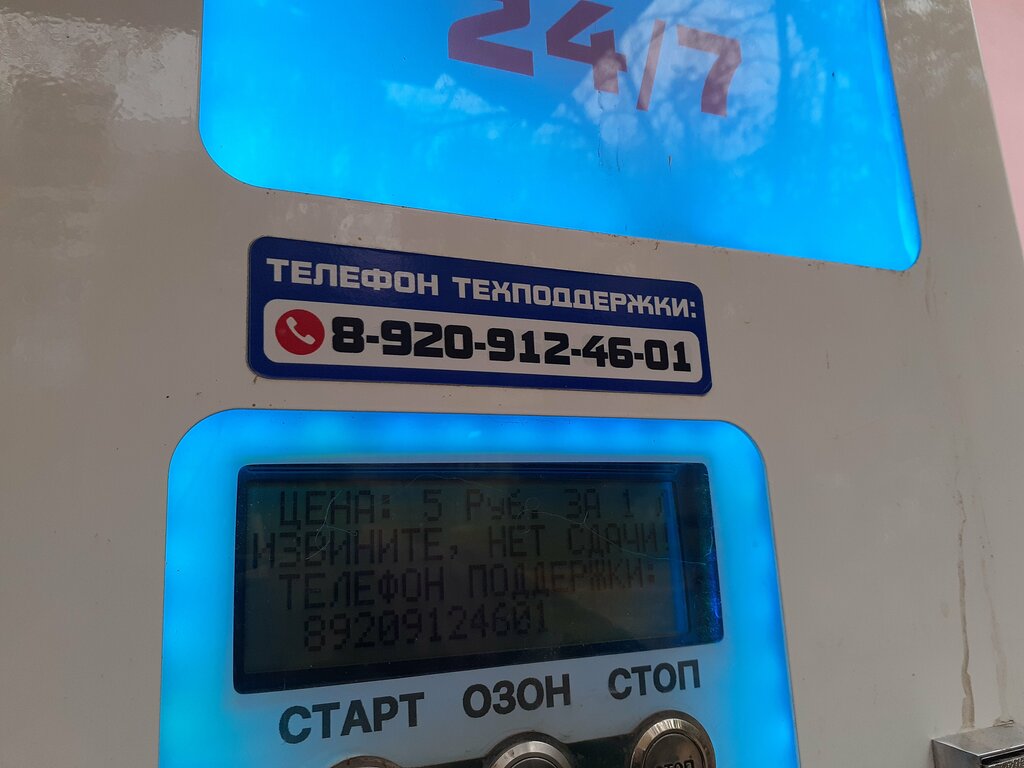 24/7
ТЕЛЕФОН ТЕХПОДДЕРЖКИ:
8-920-912-46-01
ЦЕНА: 5 Руб. ЗА 1 Л
ИЗВИНИТЕ, НЕТ СДАЧИ!
ТЕЛЕФОН ПОДДЕРЖКИ:
89209124601
СТАРТ ОЗОН СТОП
СТОП